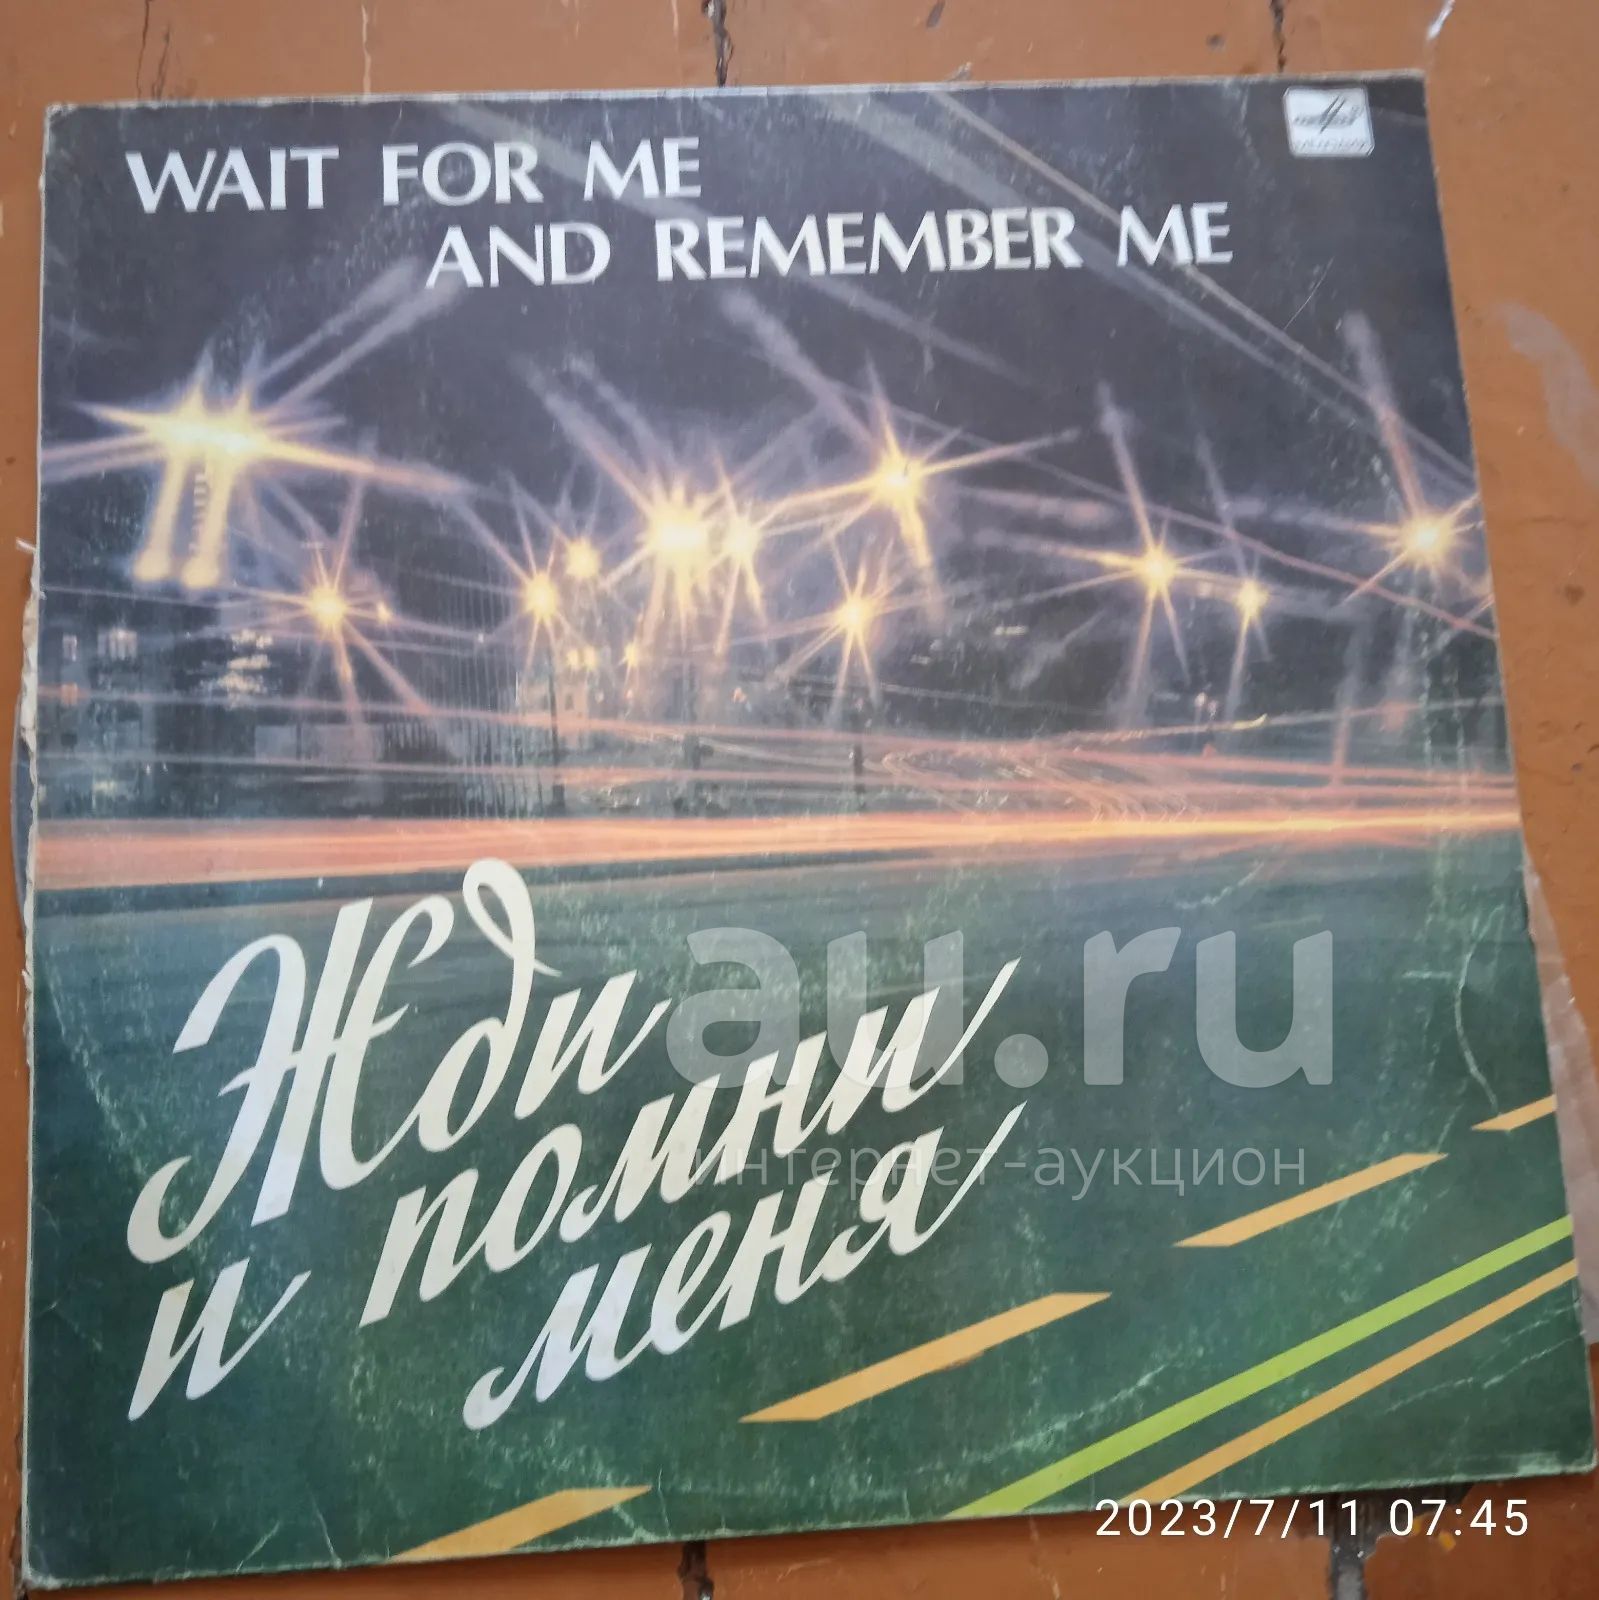 WAIT FOR ME
AND REMEMBER ME
Жди
и помни
меня
au.ru
интернет-аукцион
2023/7/11 07:45